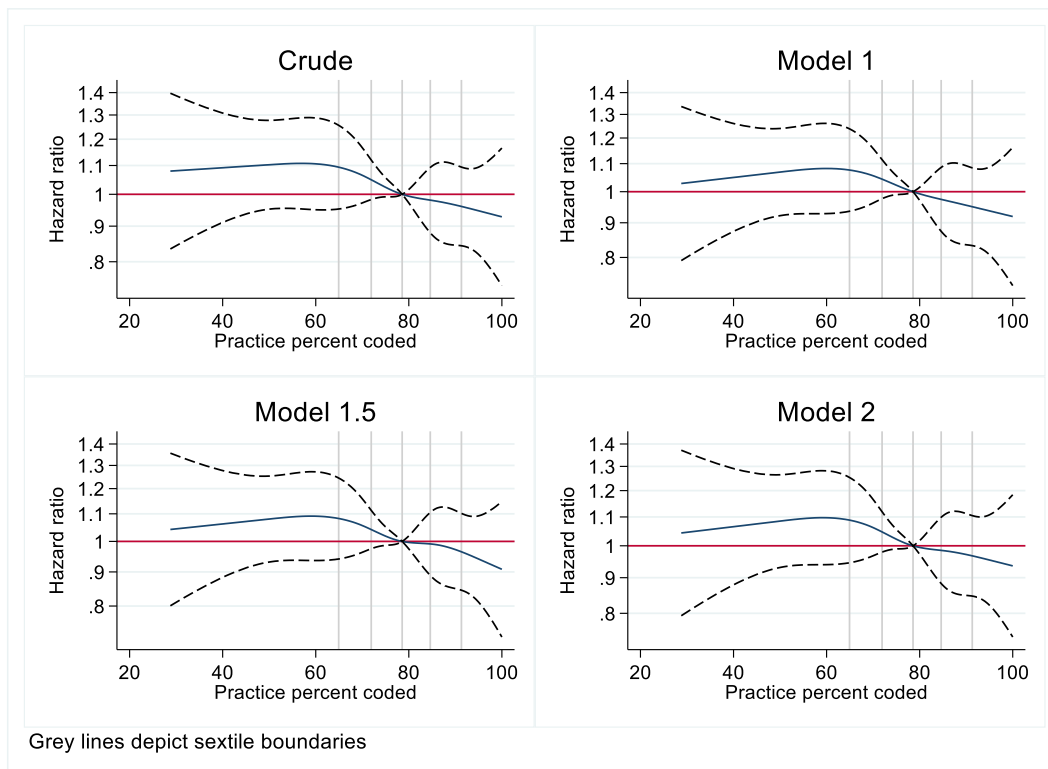 Crude
Hazard ratio
1.4
1.3
1.2
1.1
1
.9
.8
20 40 60 80 100
Practice percent coded
Model 1
Hazard ratio
1.4
1.3
1.2
1.1
1
.9
.8
20 40 60 80 100
Practice percent coded
Model 1.5
Hazard ratio
1.4
1.3
1.2
1.1
1
.9
.8
20 40 60 80 100
Practice percent coded
Model 2
Hazard ratio
1.4
1.3
1.2
1.1
1
.9
.8
20 40 60 80 100
Practice percent coded
Grey lines depict sextile boundaries